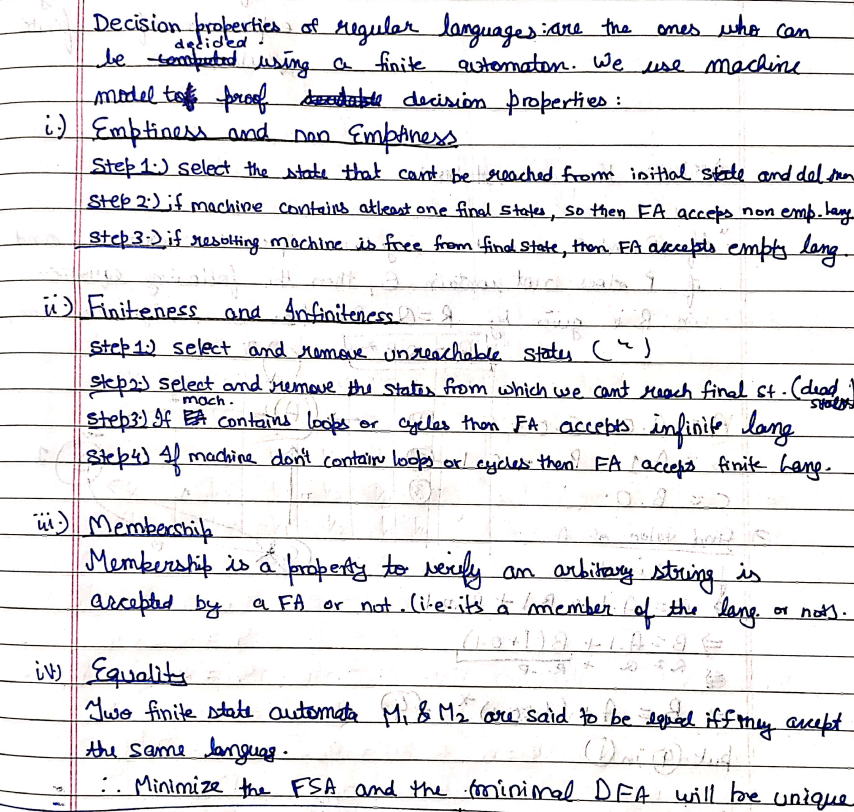 Decision properties of regular languages: are the ones who can
be decided using a finite automaton. We use machine
model to proof decision properties :
i:) Emptiness and non Emptiness
Step 1:) Select the state that cant be reached from initial state and del
Step 2:) if machine contains atleast one final states, so then FA acceps non emp. lang
Step 3:) if resolting machine is free from final state, then FA accepts empty lang.
ii:) Finiteness and Infiniteness
Step 1:) select and remove unreachable states ( " )
Step 2:) select and remove the states from which we cant reach final st. (dead states)
Step 3:) If mach. contains loops or cycles then FA accepts infinite lang
Step 4) If machine don't contain loops or cycles then FA acceps finite Lang.
iii:) Membership
Membership is a property to verify an arbitary string is
accepted by a FA or not. (i.e. its a member of the lang. or not).
iv) Equality
Two finite state automata M1 & M2 are said to be equal iff they accept
the same languag.
∴ Minimize the FSA and the minimal DFA will be unique